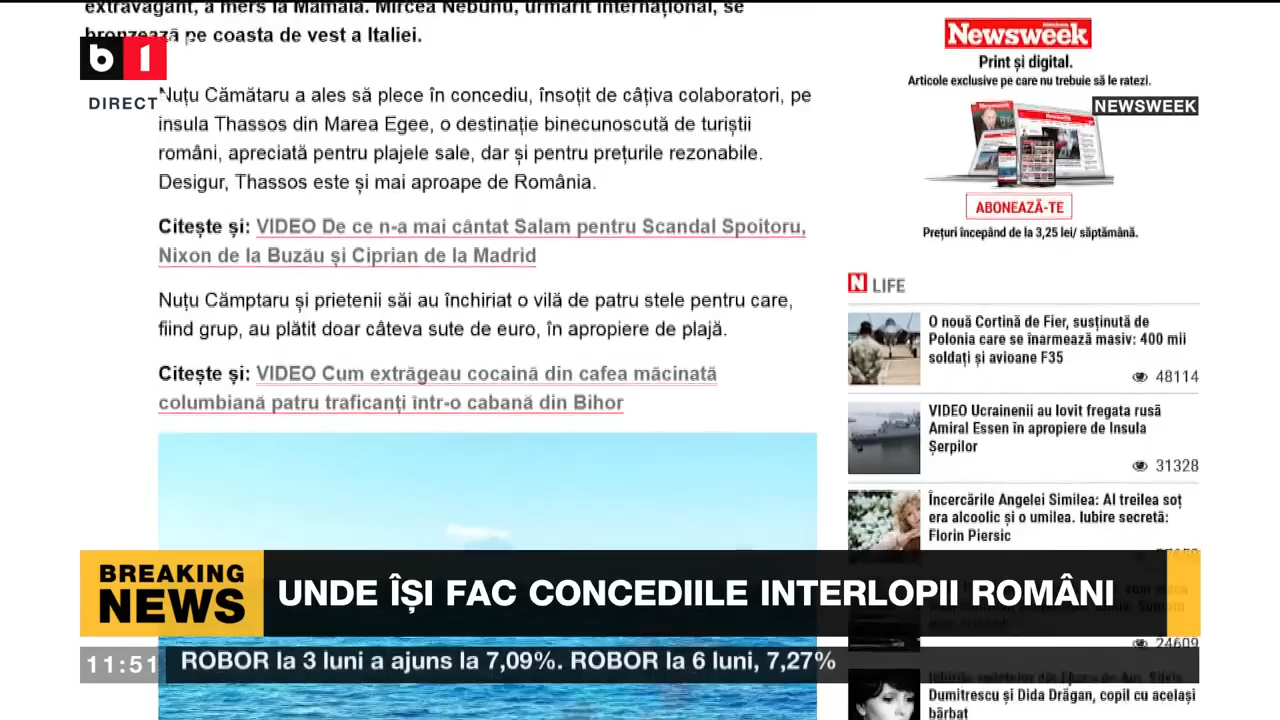 extravagant, a mers la Mamaia. Mircea Nebunu, urmărit internațional, se
bronzează pe coasta de vest a Italiei.
b 1
DIRECT
Nuțu Cămătaru a ales să plece în concediu, însoțit de câțiva colaboratori, pe
insula Thassos din Marea Egee, o destinație binecunoscută de turiștii
români, apreciată pentru plajele sale, dar și pentru prețurile rezonabile.
Desigur, Thassos este și mai aproape de România.
Citește și: VIDEO De ce n-a mai cântat Salam pentru Scandal Spoitoru,
Nixon de la Buzău și Ciprian de la Madrid
Nuțu Cămptaru și prietenii săi au închiriat o vilă de patru stele pentru care,
fiind grup, au plătit doar câteva sute de euro, în apropiere de plajă.
Citește și: VIDEO Cum extrăgeau cocaină din cafea măcinată
columbiană patru traficanți într-o cabană din Bihor
Newsweek
Print și digital.
Articole exclusive pe care nu trebuie să le ratezi.
NEWSWEEK
Newsweek
Newsweek
ABONEAZĂ-TE
Prețuri începând de la 3,25 lei/ săptămână.
N LIFE
O nouă Cortină de Fier, susținută de
Polonia care se înarmează masiv: 400 mii
soldați și avioane F35
48114
VIDEO Ucrainenii au lovit fregata rusă
Amiral Essen în apropiere de Insula
Șerpilor
31328
Încercările Angelei Similea: Al treilea soț
era alcoolic și o umilea. Iubire secretă:
Florin Piersic
24609
Dumitrescu și Dida Drăgan, copil cu același
bărbat
BREAKING
NEWS
UNDE ÎȘI FAC CONCEDIILE INTERLOPII ROMÂNI
11:51
ROBOR la 3 luni a ajuns la 7,09%. ROBOR la 6 luni, 7,27%